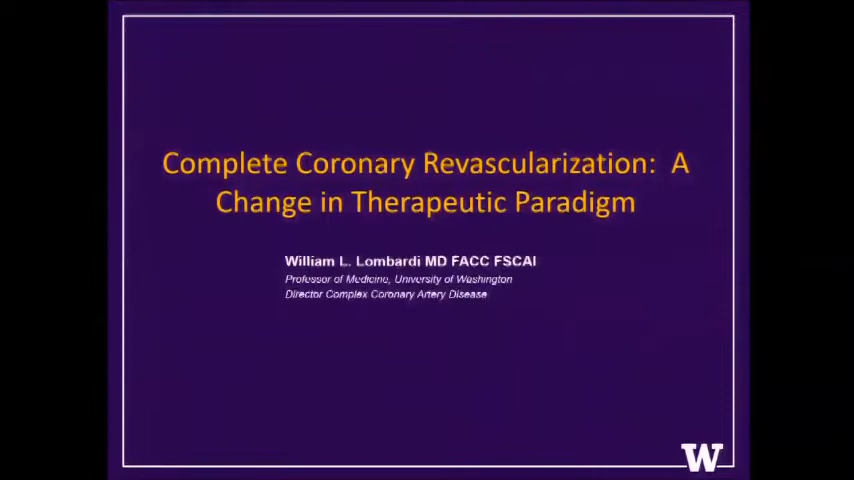 Complete Coronary Revascularization: A
Change in Therapeutic Paradigm
William L. Lombardi MD FACC FSCAI
Professor of Medicine, University of Washington
Director Complex Coronary Artery Disease
W